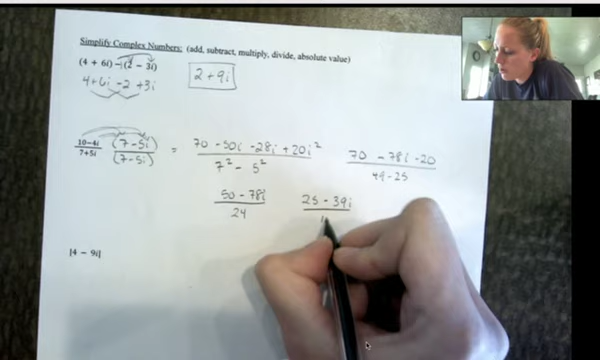 Simplify Complex Numbers: (add, subtract, multiply, divide, absolute value)
(4 + 6i) – (2 – 3i)
4+6i -2 +3i
2+9i
10–4i (7-5i) = 70 -50i -28i +20i² 70 -78i -20
7+5i (7-5i) 7² - 5² 49-25
50-78i 25-39i
24
|4 – 9i|